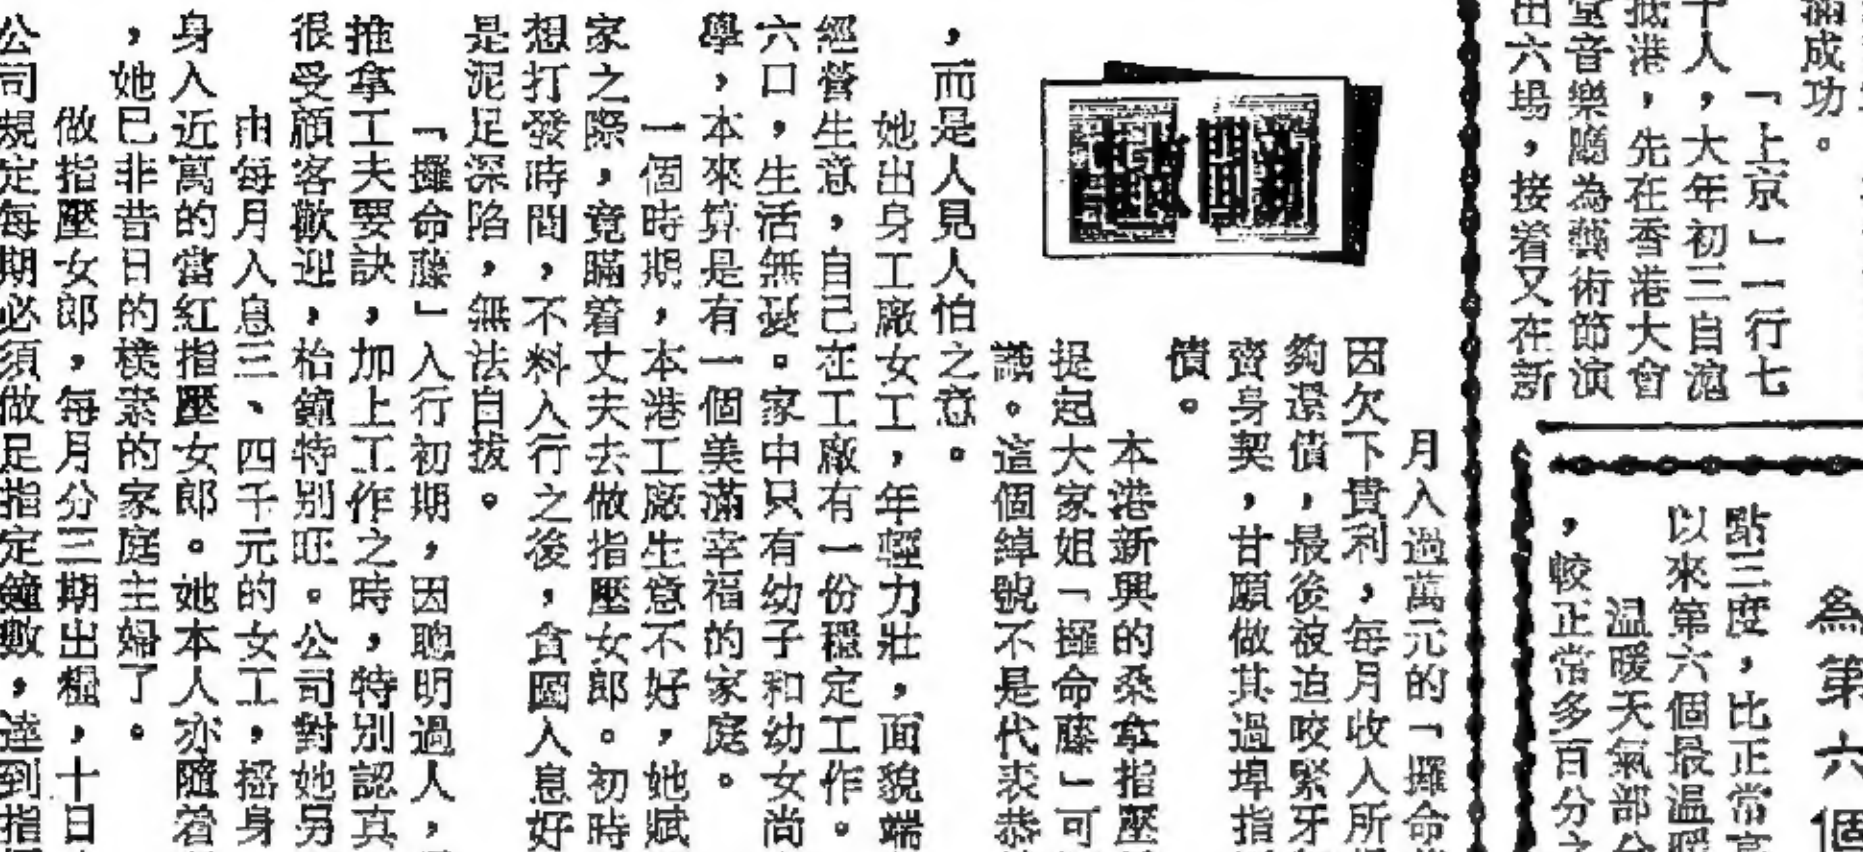 滿成功。
「上京」一行七
十人，大年初三自滬
抵港，先在香港大會
堂音樂廳為藝術節演
出六場，接着又在新
為第六個
點三度，比正常高
以來第六個最溫暖
溫暖天氣部分
，較正常多百分之
新聞
月入過萬元的「攞命
因欠下貴利，每月收入所
夠還債，最後被迫咬緊牙
賣身契，甘願做其過埠指
債。
本港新興的桑拿指壓
提起大家姐「攞命藤」可
識。這個綽號不是代表恭
，而是人見人怕之意。
她出身工廠女工，年輕力壯，面貌端
經營生意，自己在工廠有一份穩定工作。
六口，生活無憂。家中只有幼子和幼女尚
學，本來算是有一個美滿幸福的家庭。
一個時期，本港工廠生意不好，她賦
家之際，竟瞞着丈夫去做指壓女郎。初時
想打發時間，不料入行之後，貪圖入息好
是泥足深陷，無法自拔。
「攞命藤」入行初期，因聰明過人，
推拿工夫要訣，加上工作之時，特別認真
很受顧客歡迎，枱鐘特別旺。公司對她另
由每月入息三、四千元的女工，搖身
身入近萬的當紅指壓女郎。她本人亦隨着
，她已非昔日的樸素的家庭主婦了。
做指壓女郎，每月分三期出糧，十日
公司規定每期必須做足指定鐘數，達到指